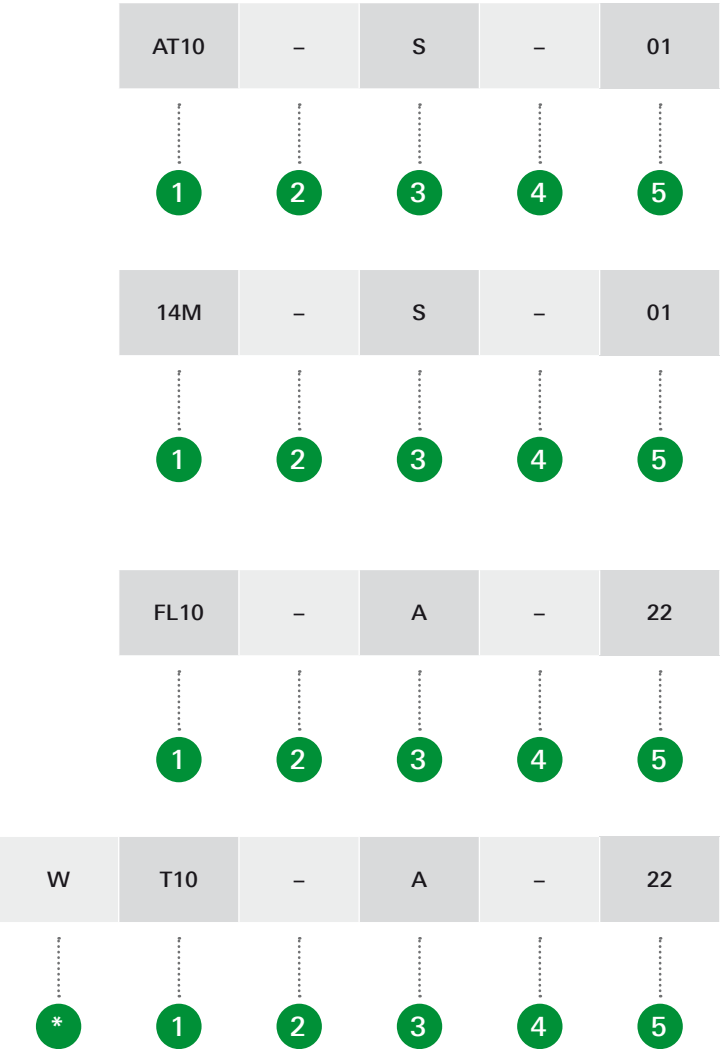 AT10 – S – 01
1 2 3 4 5
14M – S – 01
1 2 3 4 5
FL10 – A – 22
1 2 3 4 5
W T10 – A – 22
* 1 2 3 4 5